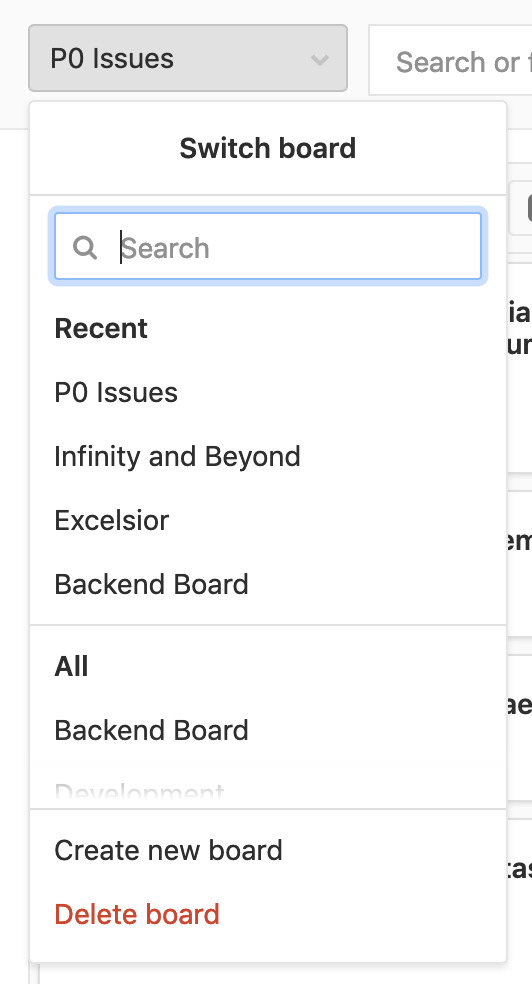 P0 Issues
Search or f
Switch board
Search
Recent
P0 Issues
Infinity and Beyond
Excelsior
Backend Board
All
Backend Board
Development
Create new board
Delete board